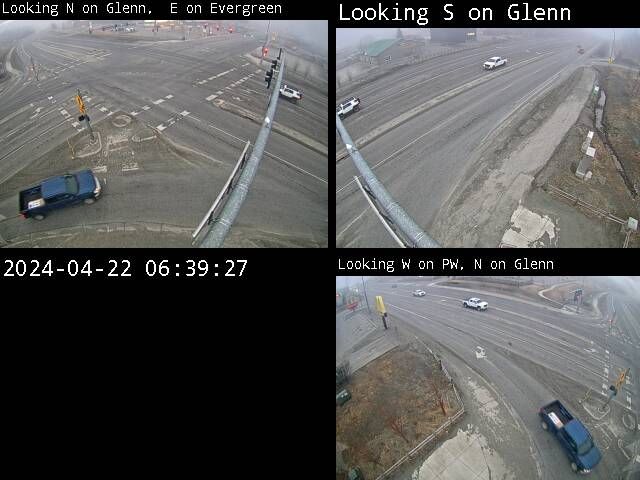 Looking N on Glenn,  E on Evergreen
Looking S on Glenn
2024-04-22 06:39:27
Looking W on PW, N on Glenn